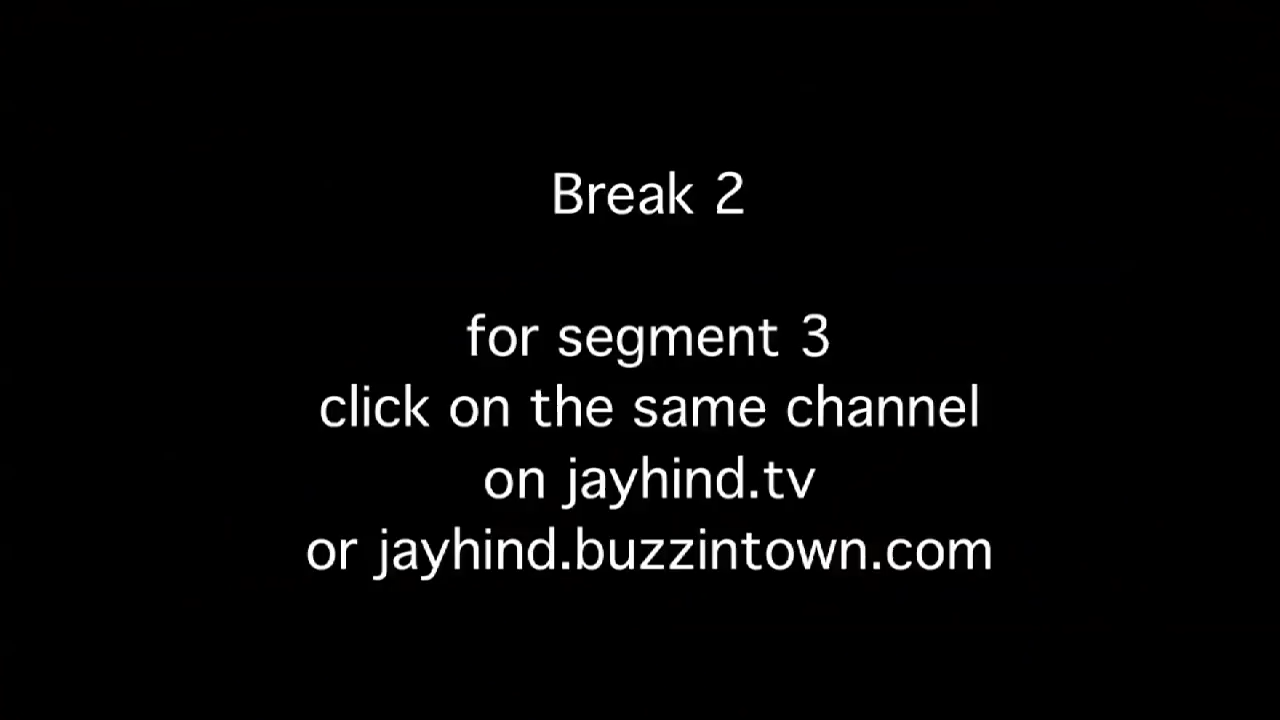 Break 2
for segment 3
click on the same channel
on jayhind.tv
or jayhind.buzzintown.com